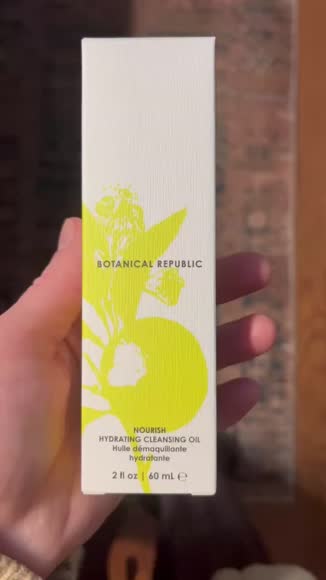 BOTANICAL REPUBLIC
NOURISH
HYDRATING CLEANSING OIL
Huile démaquillante
hydratante
2 fl oz | 60 mL ℮